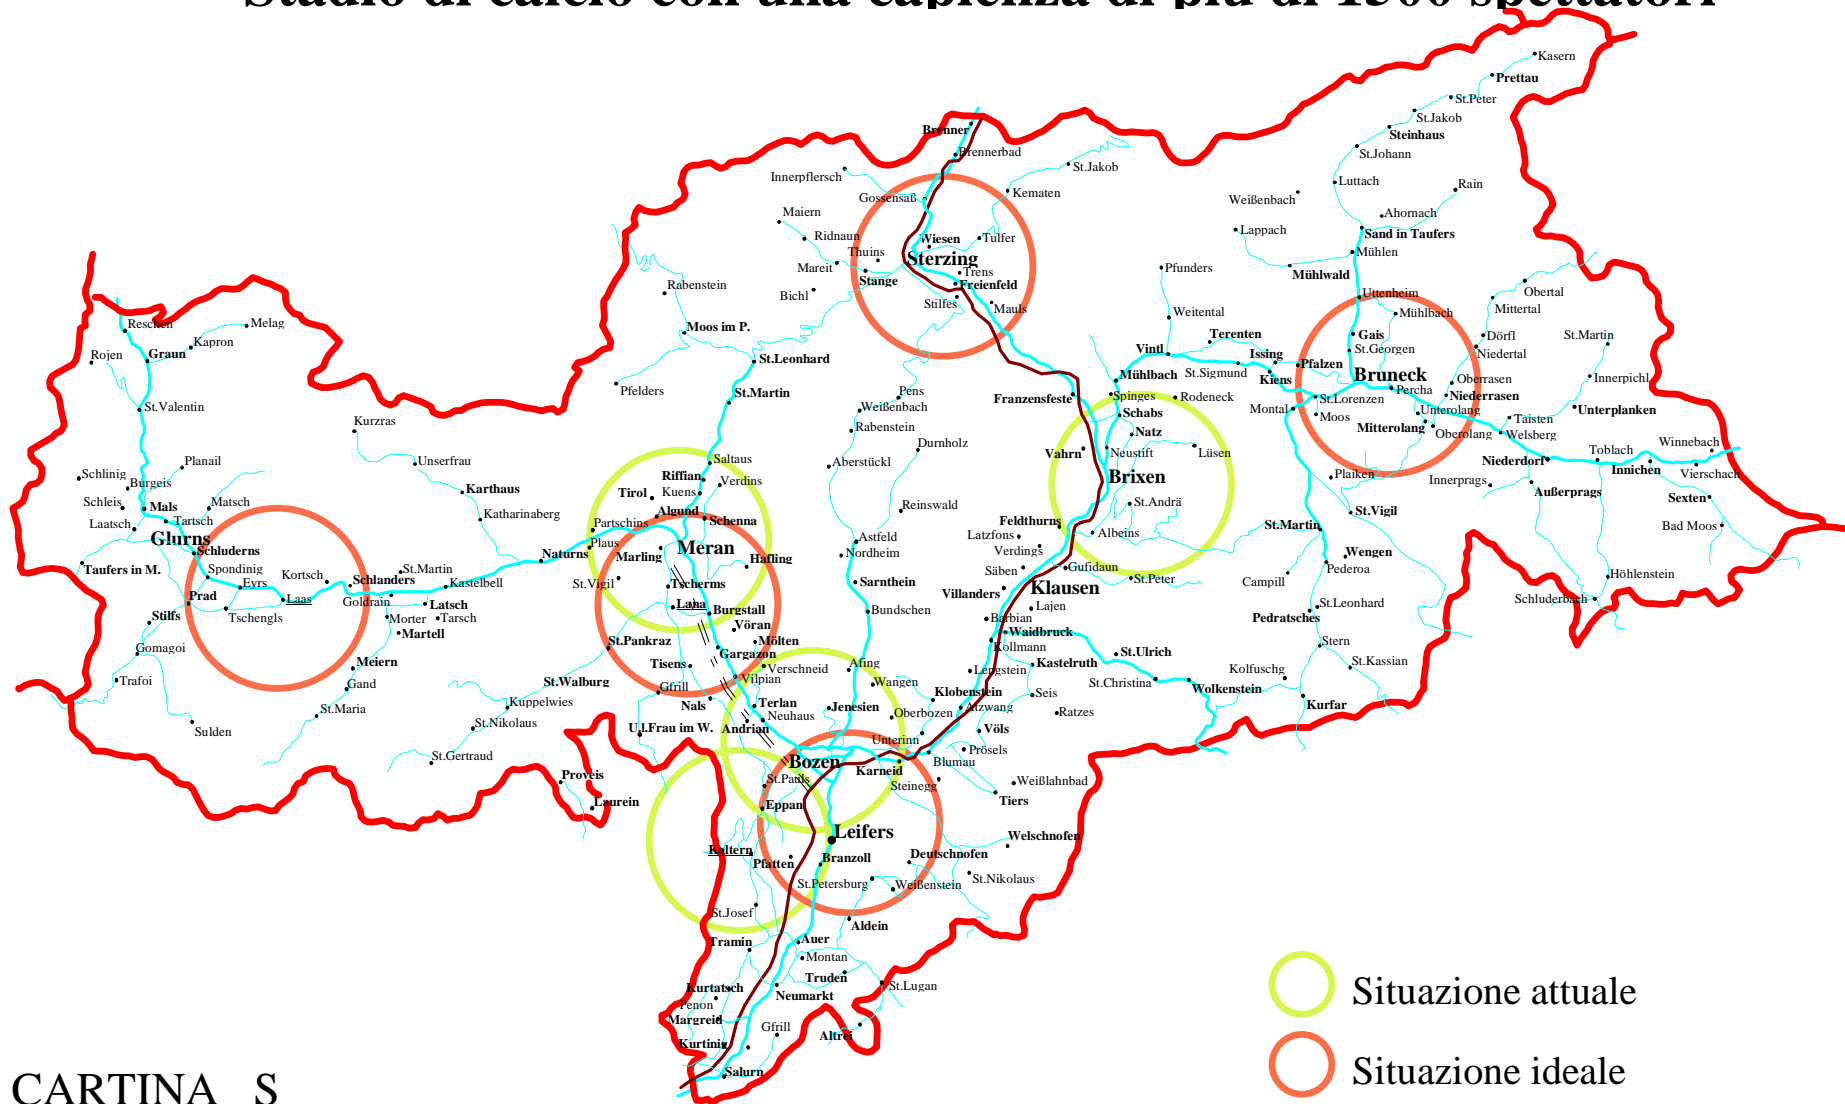 Stadio di calcio con una capienza di più di 1500 spettatori
Kasern
Prettau
St.Peter
St.Jakob
Steinhaus
St.Johann
Brenner
Brennerbad
St.Jakob
Innerpflersch
Luttach
Rain
Kematen
Gossensaß
Weißenbach
Maiern
Ahornach
Ridnaun
Wiesen
Tulfer
Lappach
Sand in Taufers
Thuins
Sterzing
Mühlen
Mareit
Trens
Pfunders
Mühlwald
Stange
Freienfeld
Rabenstein
Bichl
Stilfes
Mauls
Uttenheim
Obertal
Mittertal
Weitental
Mühlbach
Reschen
Melag
Moos im P.
Terenten
Gais
Dörfl
St.Martin
Kapron
Rojen
Graun
St.Leonhard
Vintl
Issing
St.Georgen
Niedertal
Pfalzen
Mühlbach
St.Sigmund
Kiens
Bruneck
Oberrasen
Innerpichl
Pfelders
St.Martin
Pens
Franzensfeste
Spinges
Rodeneck
Percha
Niederrasen
St.Valentin
Weißenbach
Schabs
Montal
St.Lorenzen
Moos
Unterolang
Unterplanken
Kurzras
Rabenstein
Natz
Mitterolang
Taisten
Oberolang
Welsberg
Durnholz
Vahrn
Neustift
Lüsen
Toblach
Winnebach
Planail
Unserfrau
Saltaus
Aberstückl
Niederdorf
Innichen
Vierschach
Schlinig
Burgeis
Riffian
Verdins
Brixen
Plaiken
Innerprags
Außerprags
Karthaus
Tirol
Kuens
Sexten
Schleis
Mals
Matsch
Reinswald
St.Andrä
Algund
Schenna
St.Vigil
Laatsch
Tartsch
Katharinaberg
Partschins
Feldthurns
St.Martin
Bad Moos
Glurns
Plaus
Meran
Astfeld
Latzfons
Albeins
Schluderns
Naturns
Marling
Hafling
Nordheim
Verdings
Wengen
Taufers in M.
Spondinig
Kortsch
St.Martin
Säben
Gufidaun
Pederoa
Eyrs
Schlanders
Kastelbell
St.Vigil
Tscherms
Sarnthein
St.Peter
Campill
Höhlenstein
Prad
Laas
Goldrain
Latsch
Lana
Villanders
Klausen
Schluderbach
Stilfs
Tschengls
Morter
Tarsch
Burgstall
Bundschen
Lajen
St.Leonhard
Martell
Vöran
Barbian
Pedratsches
Gomagoi
St.Pankraz
Mölten
Waidbruck
Stern
Meiern
Gargazon
Kollmann
St.Ulrich
Tisens
Verschneid
Afing
Lengstein
Kastelruth
Kolfuschg
St.Kassian
Trafoi
Gand
St.Walburg
Gfrill
Vilpian
Wangen
St.Christina
Wolkenstein
Kuppelwies
Nals
Terlan
Jenesien
Klobenstein
Seis
St.Maria
Neuhaus
Oberbozen
Atzwang
Ratzes
Kurfar
Sulden
St.Nikolaus
U.l.Frau im W.
Andrian
Völs
Unterinn
Prösels
St.Gertraud
Bozen
Karneid
Blumau
Proveis
St.Pauls
Steinegg
Weißlahnbad
Laurein
Eppan
Tiers
Leifers
Welschnofen
Kaltern
Pfatten
Branzoll
Deutschnofen
St.Petersburg
Weißenstein
St.Nikolaus
St.Josef
Aldein
Tramin
Auer
Montan
Truden
St.Lugan
Kurtatsch
Neumarkt
Penon
Margreid
Gfrill
Altrei
Kurtinig
Salurn
Situazione attuale
Situazione ideale
CARTINA S